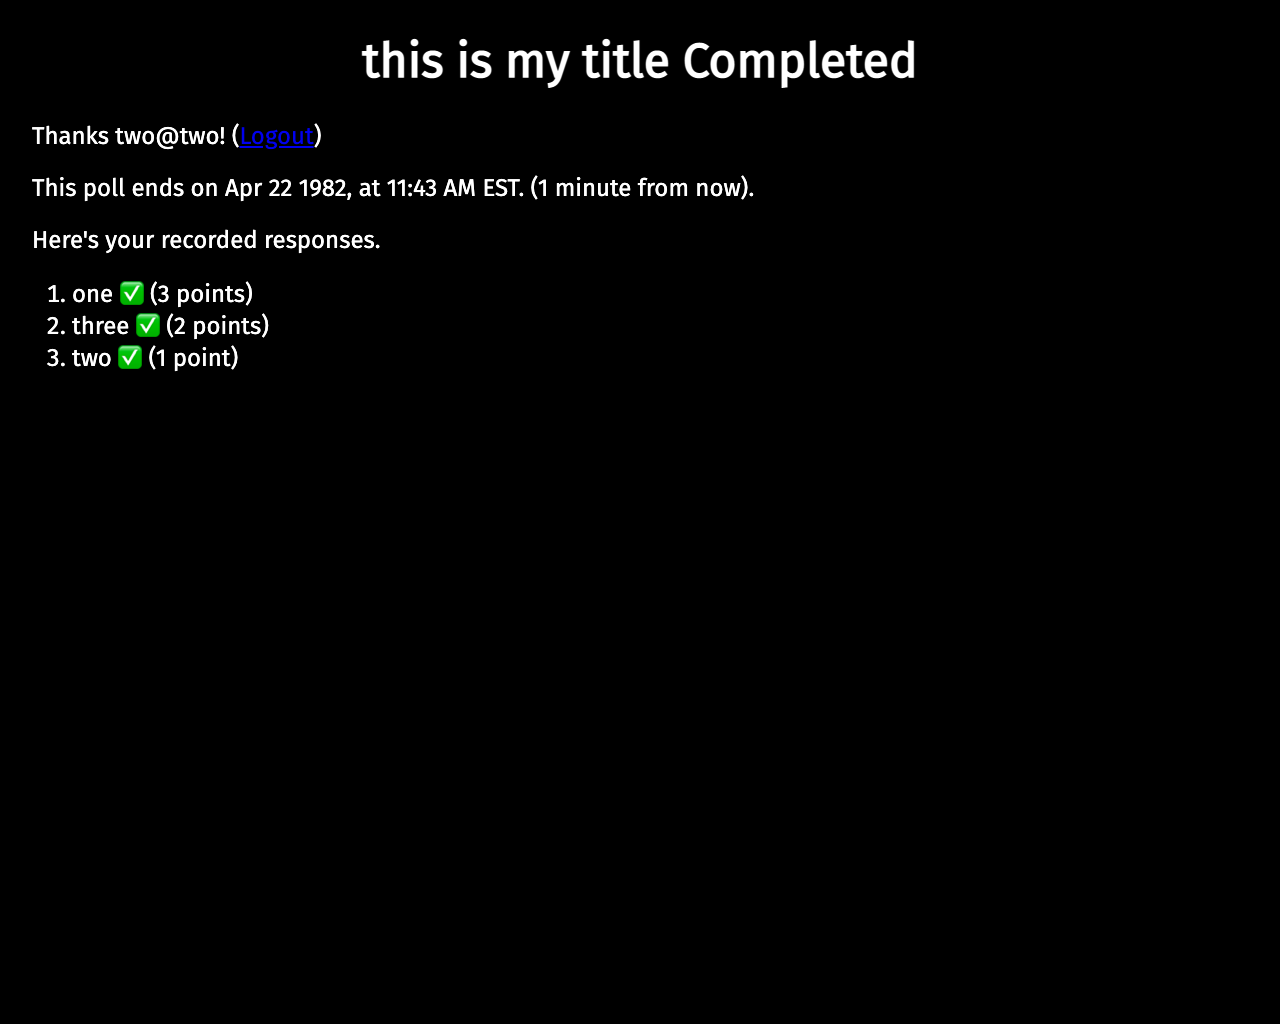 this is my title Completed
Thanks two@two! (Logout)
This poll ends on Apr 22 1982, at 11:43 AM EST. (1 minute from now).
Here's your recorded responses.
1. one ✅ (3 points)
2. three ✅ (2 points)
3. two ✅ (1 point)